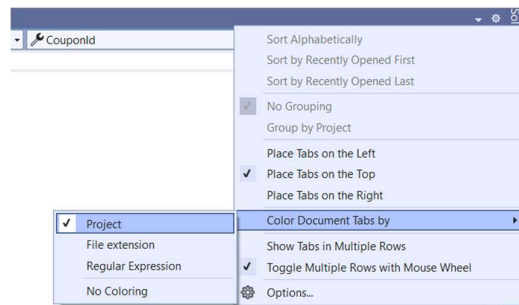 Sol
CouponId
Sort Alphabetically
Sort by Recently Opened First
Sort by Recently Opened Last
No Grouping
Group by Project
Place Tabs on the Left
Place Tabs on the Top
Place Tabs on the Right
Color Document Tabs by
Project
File extension
Regular Expression
No Coloring
Show Tabs in Multiple Rows
Toggle Multiple Rows with Mouse Wheel
Options...